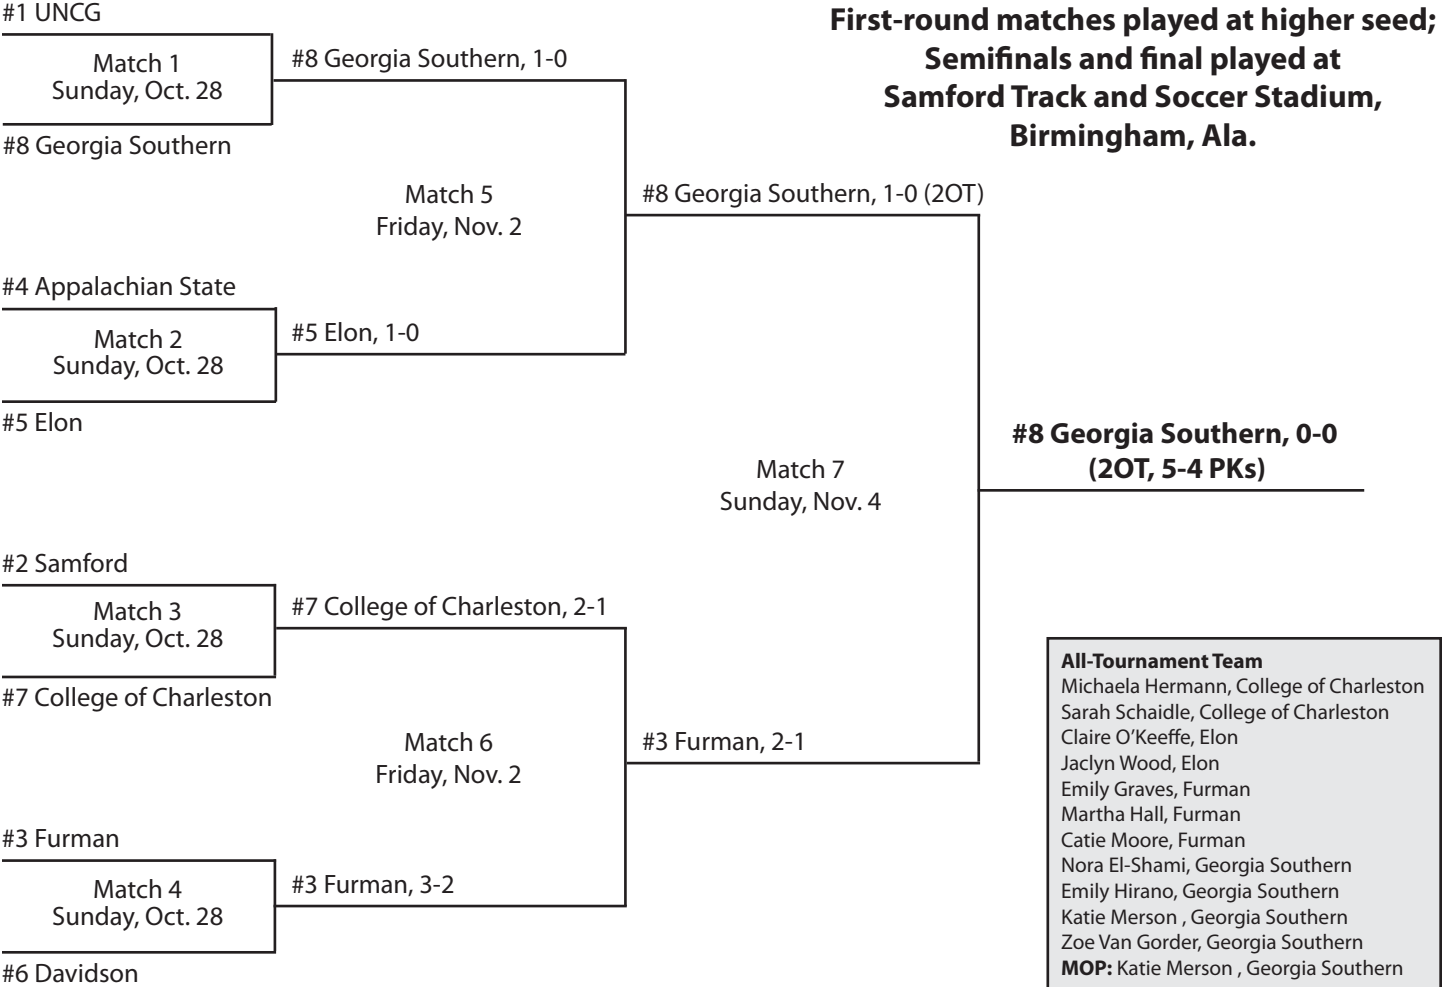 #1 UNCG
Match 1
Sunday, Oct. 28
#8 Georgia Southern
#8 Georgia Southern, 1-0
First-round matches played at higher seed;
Semifinals and final played at
Samford Track and Soccer Stadium,
Birmingham, Ala.
Match 5
Friday, Nov. 2
#8 Georgia Southern, 1-0 (2OT)
#4 Appalachian State
Match 2
Sunday, Oct. 28
#5 Elon
#5 Elon, 1-0
Match 7
Sunday, Nov. 4
#8 Georgia Southern, 0-0
(2OT, 5-4 PKs)
#2 Samford
Match 3
Sunday, Oct. 28
#7 College of Charleston
#7 College of Charleston, 2-1
Match 6
Friday, Nov. 2
#3 Furman, 2-1
#3 Furman
Match 4
Sunday, Oct. 28
#6 Davidson
#3 Furman, 3-2
All-Tournament Team
Michaela Hermann, College of Charleston
Sarah Schaidle, College of Charleston
Claire O'Keeffe, Elon
Jaclyn Wood, Elon
Emily Graves, Furman
Martha Hall, Furman
Catie Moore, Furman
Nora El-Shami, Georgia Southern
Emily Hirano, Georgia Southern
Katie Merson , Georgia Southern
Zoe Van Gorder, Georgia Southern
MOP: Katie Merson , Georgia Southern